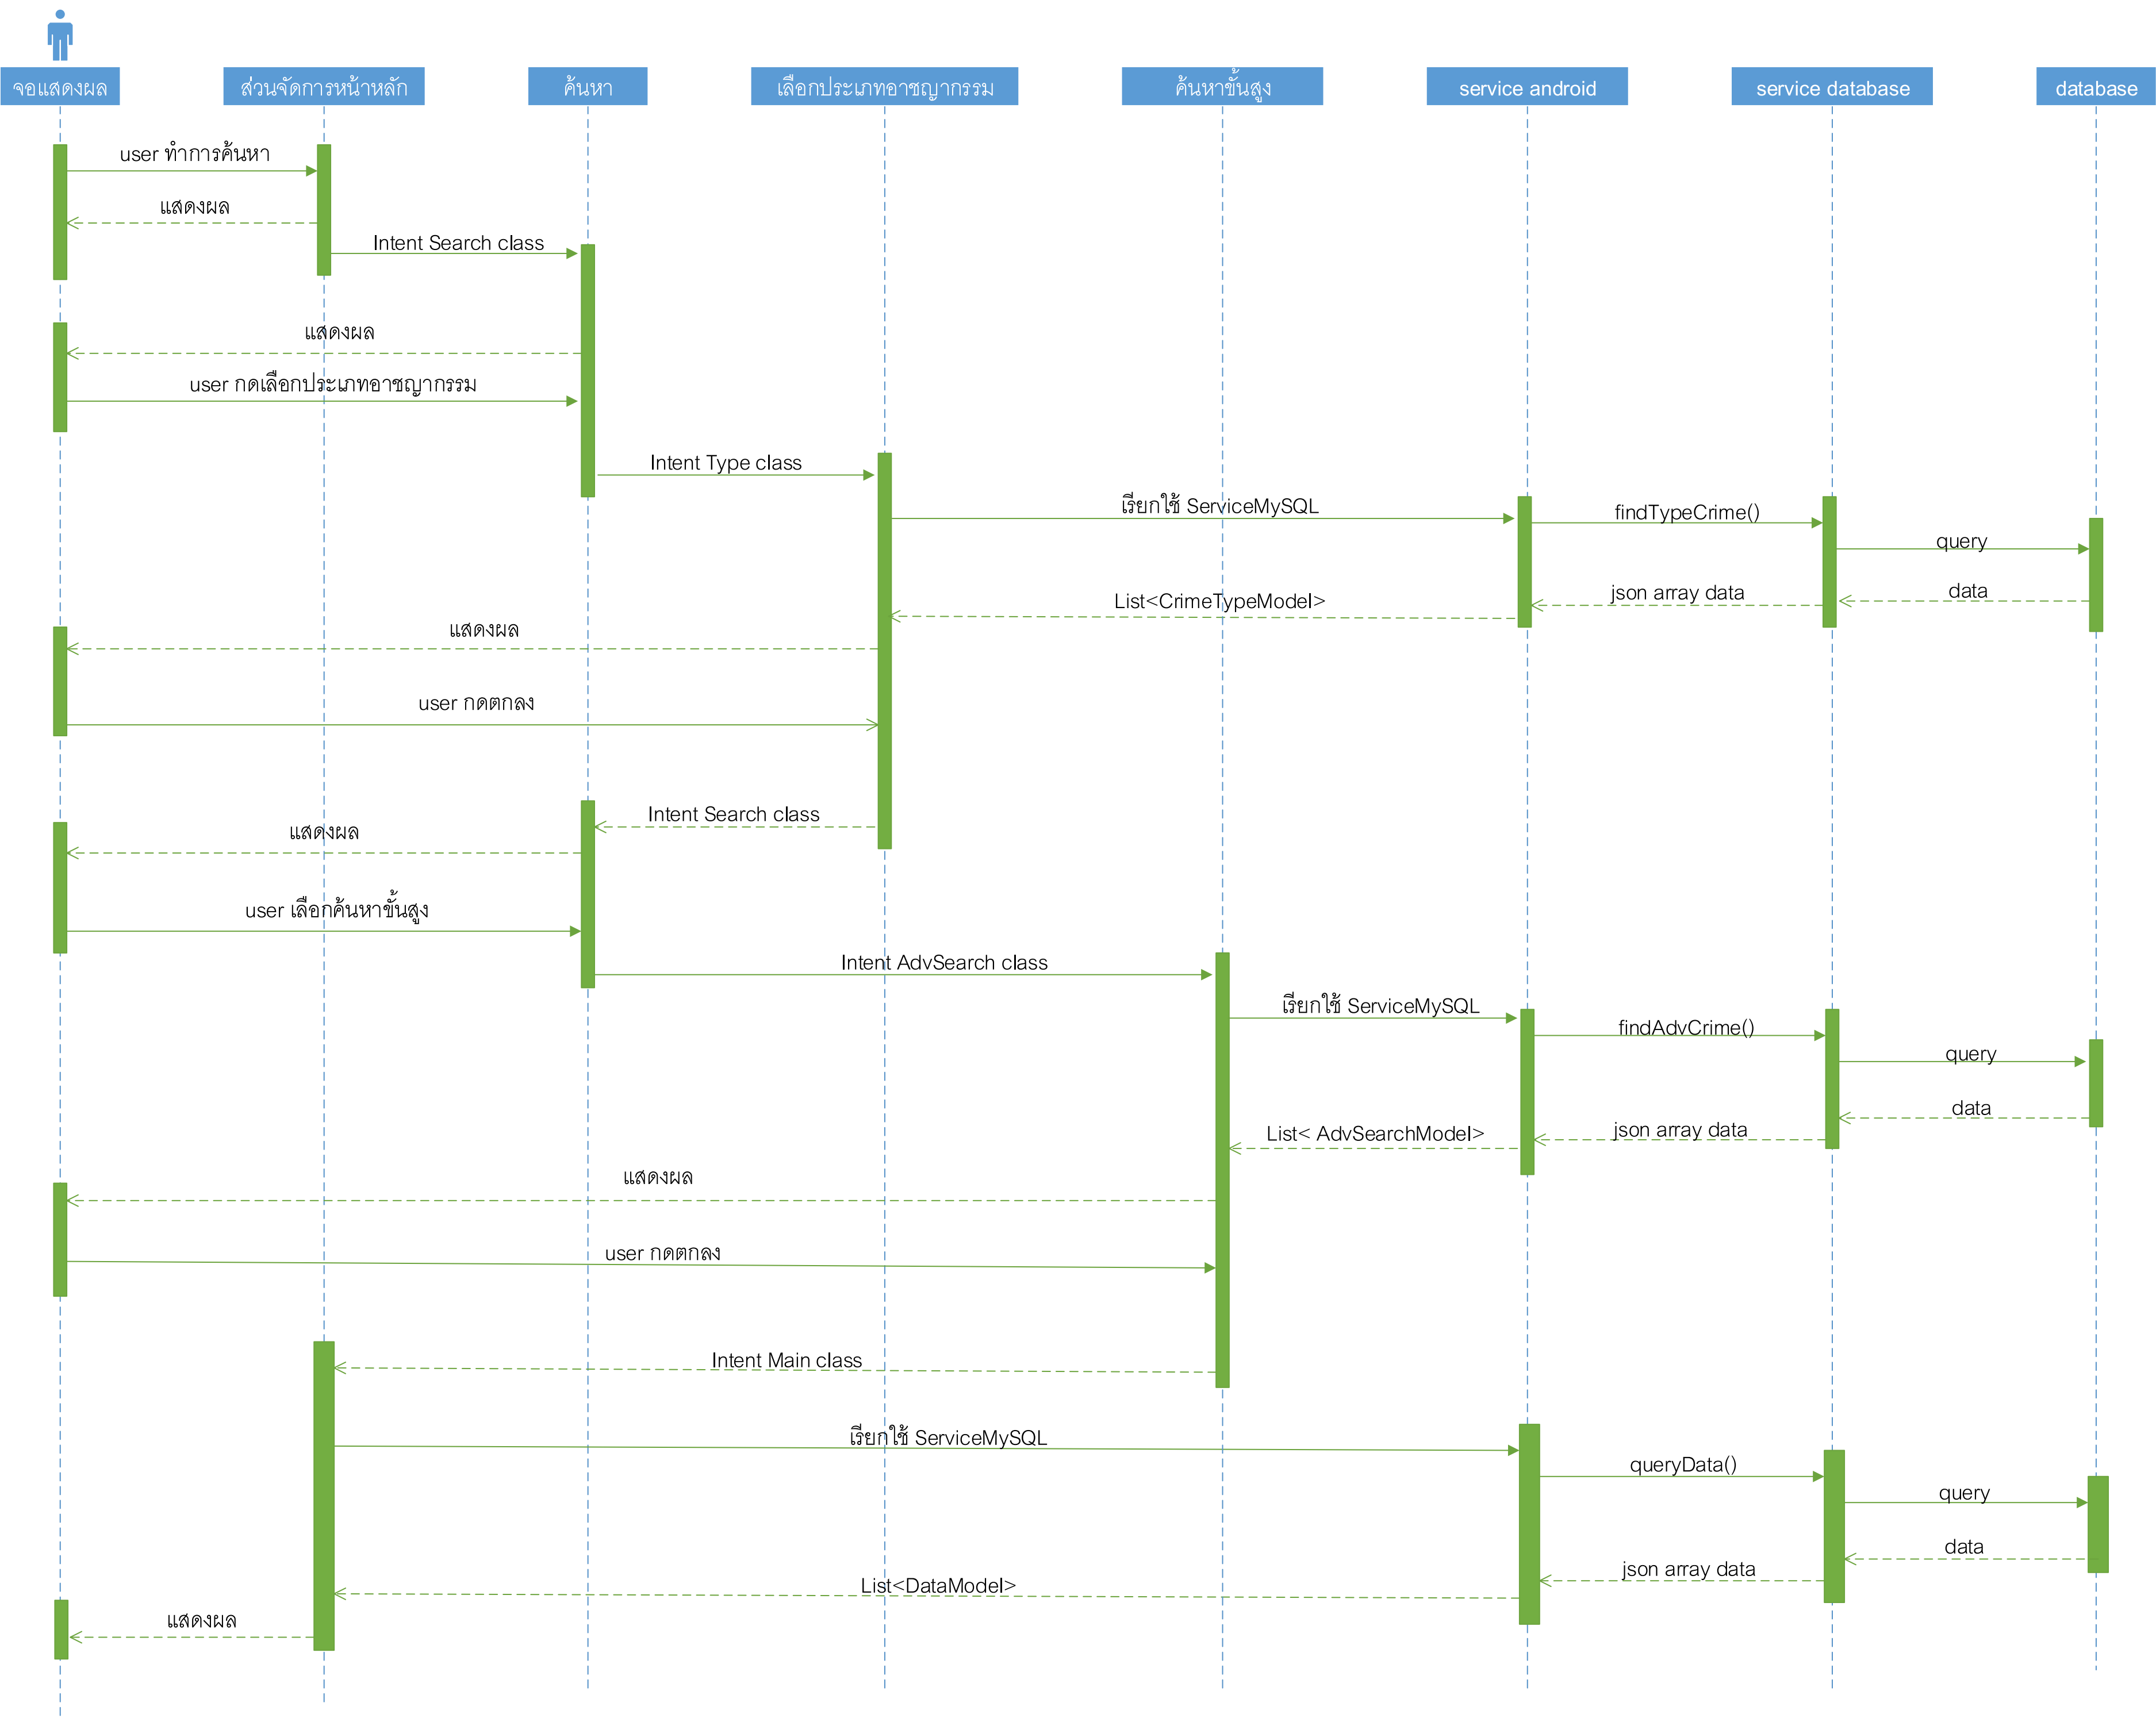 จอแสดงผล
ส่วนจัดการหน้าหลัก
ค้นหา
เลือกประเภทอาชญากรรม
ค้นหาขั้นสูง
service android
service database
database
user ทำการค้นหา
แสดงผล
Intent Search class
แสดงผล
user กดเลือกประเภทอาชญากรรม
Intent Type class
เรียกใช้ ServiceMySQL
findTypeCrime()
query
data
json array data
List<CrimeTypeModel>
แสดงผล
user กดตกลง
Intent Search class
แสดงผล
user เลือกค้นหาขั้นสูง
Intent AdvSearch class
เรียกใช้ ServiceMySQL
findAdvCrime()
query
data
json array data
List< AdvSearchModel>
แสดงผล
user กดตกลง
Intent Main class
เรียกใช้ ServiceMySQL
queryData()
query
data
json array data
List<DataModel>
แสดงผล